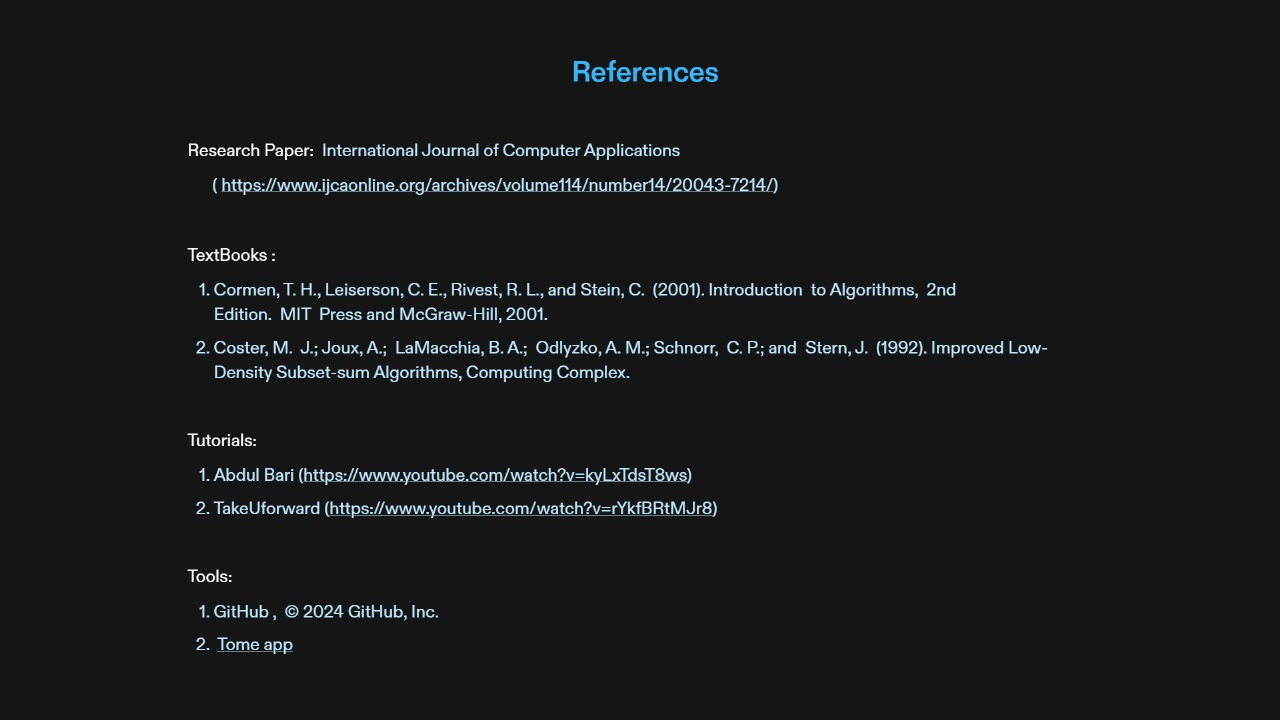 References
Research Paper: International Journal of Computer Applications
( https://www.ijcaonline.org/archives/volume114/number14/20043-7214/)
TextBooks :
1. Cormen, T. H., Leiserson, C. E., Rivest, R. L., and Stein, C. (2001). Introduction to Algorithms, 2nd
Edition. MIT Press and McGraw-Hill, 2001.
2. Coster, M. J.; Joux, A.; LaMacchia, B. A.; Odlyzko, A. M.; Schnorr, C. P.; and Stern, J. (1992). Improved Low-
Density Subset-sum Algorithms, Computing Complex.
Tutorials:
1. Abdul Bari (https://www.youtube.com/watch?v=kyLxTdsT8ws)
2. TakeUforward (https://www.youtube.com/watch?v=rYkfBRtMJr8)
Tools:
1. GitHub , © 2024 GitHub, Inc.
2. Tome app